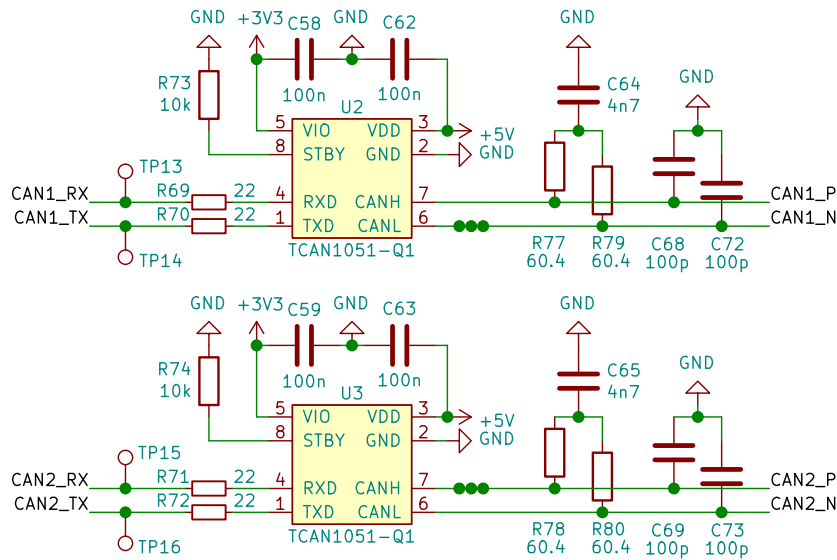 GND +3V3 C58 GND C62 GND
R73 10k 100n 100n C64 4n7 GND
U2
5 VIO VDD 3 +5V
8 STBY GND 2 GND
TP13
CAN1_RX R69 22 4 RXD CANH 7 CAN1_P
CAN1_TX R70 22 1 TXD CANL 6 CAN1_N
TP14 TCAN1051-Q1 R77 R79 C68 C72
60.4 60.4 100p 100p
GND +3V3 C59 GND C63 GND
R74 10k 100n 100n C65 4n7 GND
U3
5 VIO VDD 3 +5V
8 STBY GND 2 GND
TP15
CAN2_RX R71 22 4 RXD CANH 7 CAN2_P
CAN2_TX R72 22 1 TXD CANL 6 CAN2_N
TP16 TCAN1051-Q1 R78 R80 C69 C73
60.4 60.4 100p 100p